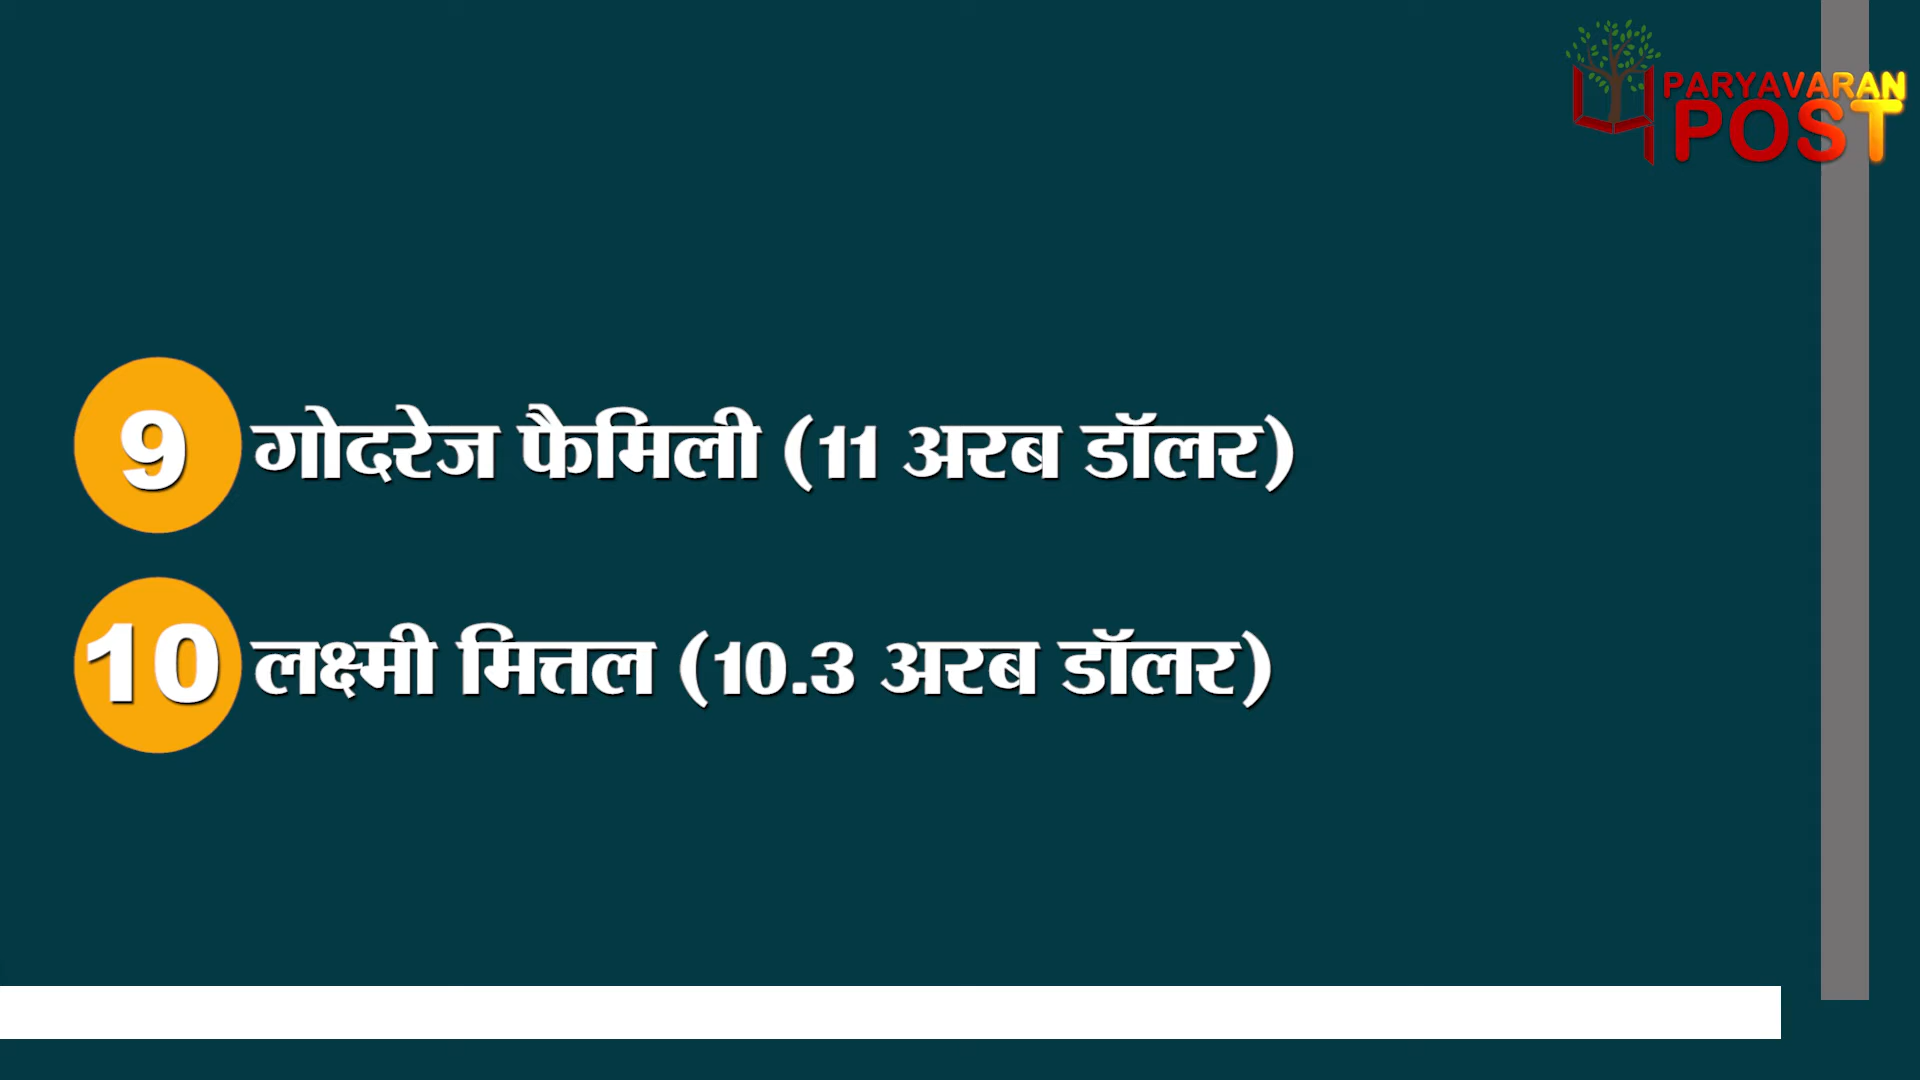 PARYAVARAN
POST
9 गोदरेज फैमिली (11 अरब डॉलर)
10 लक्ष्मी मित्तल (10.3 अरब डॉलर)